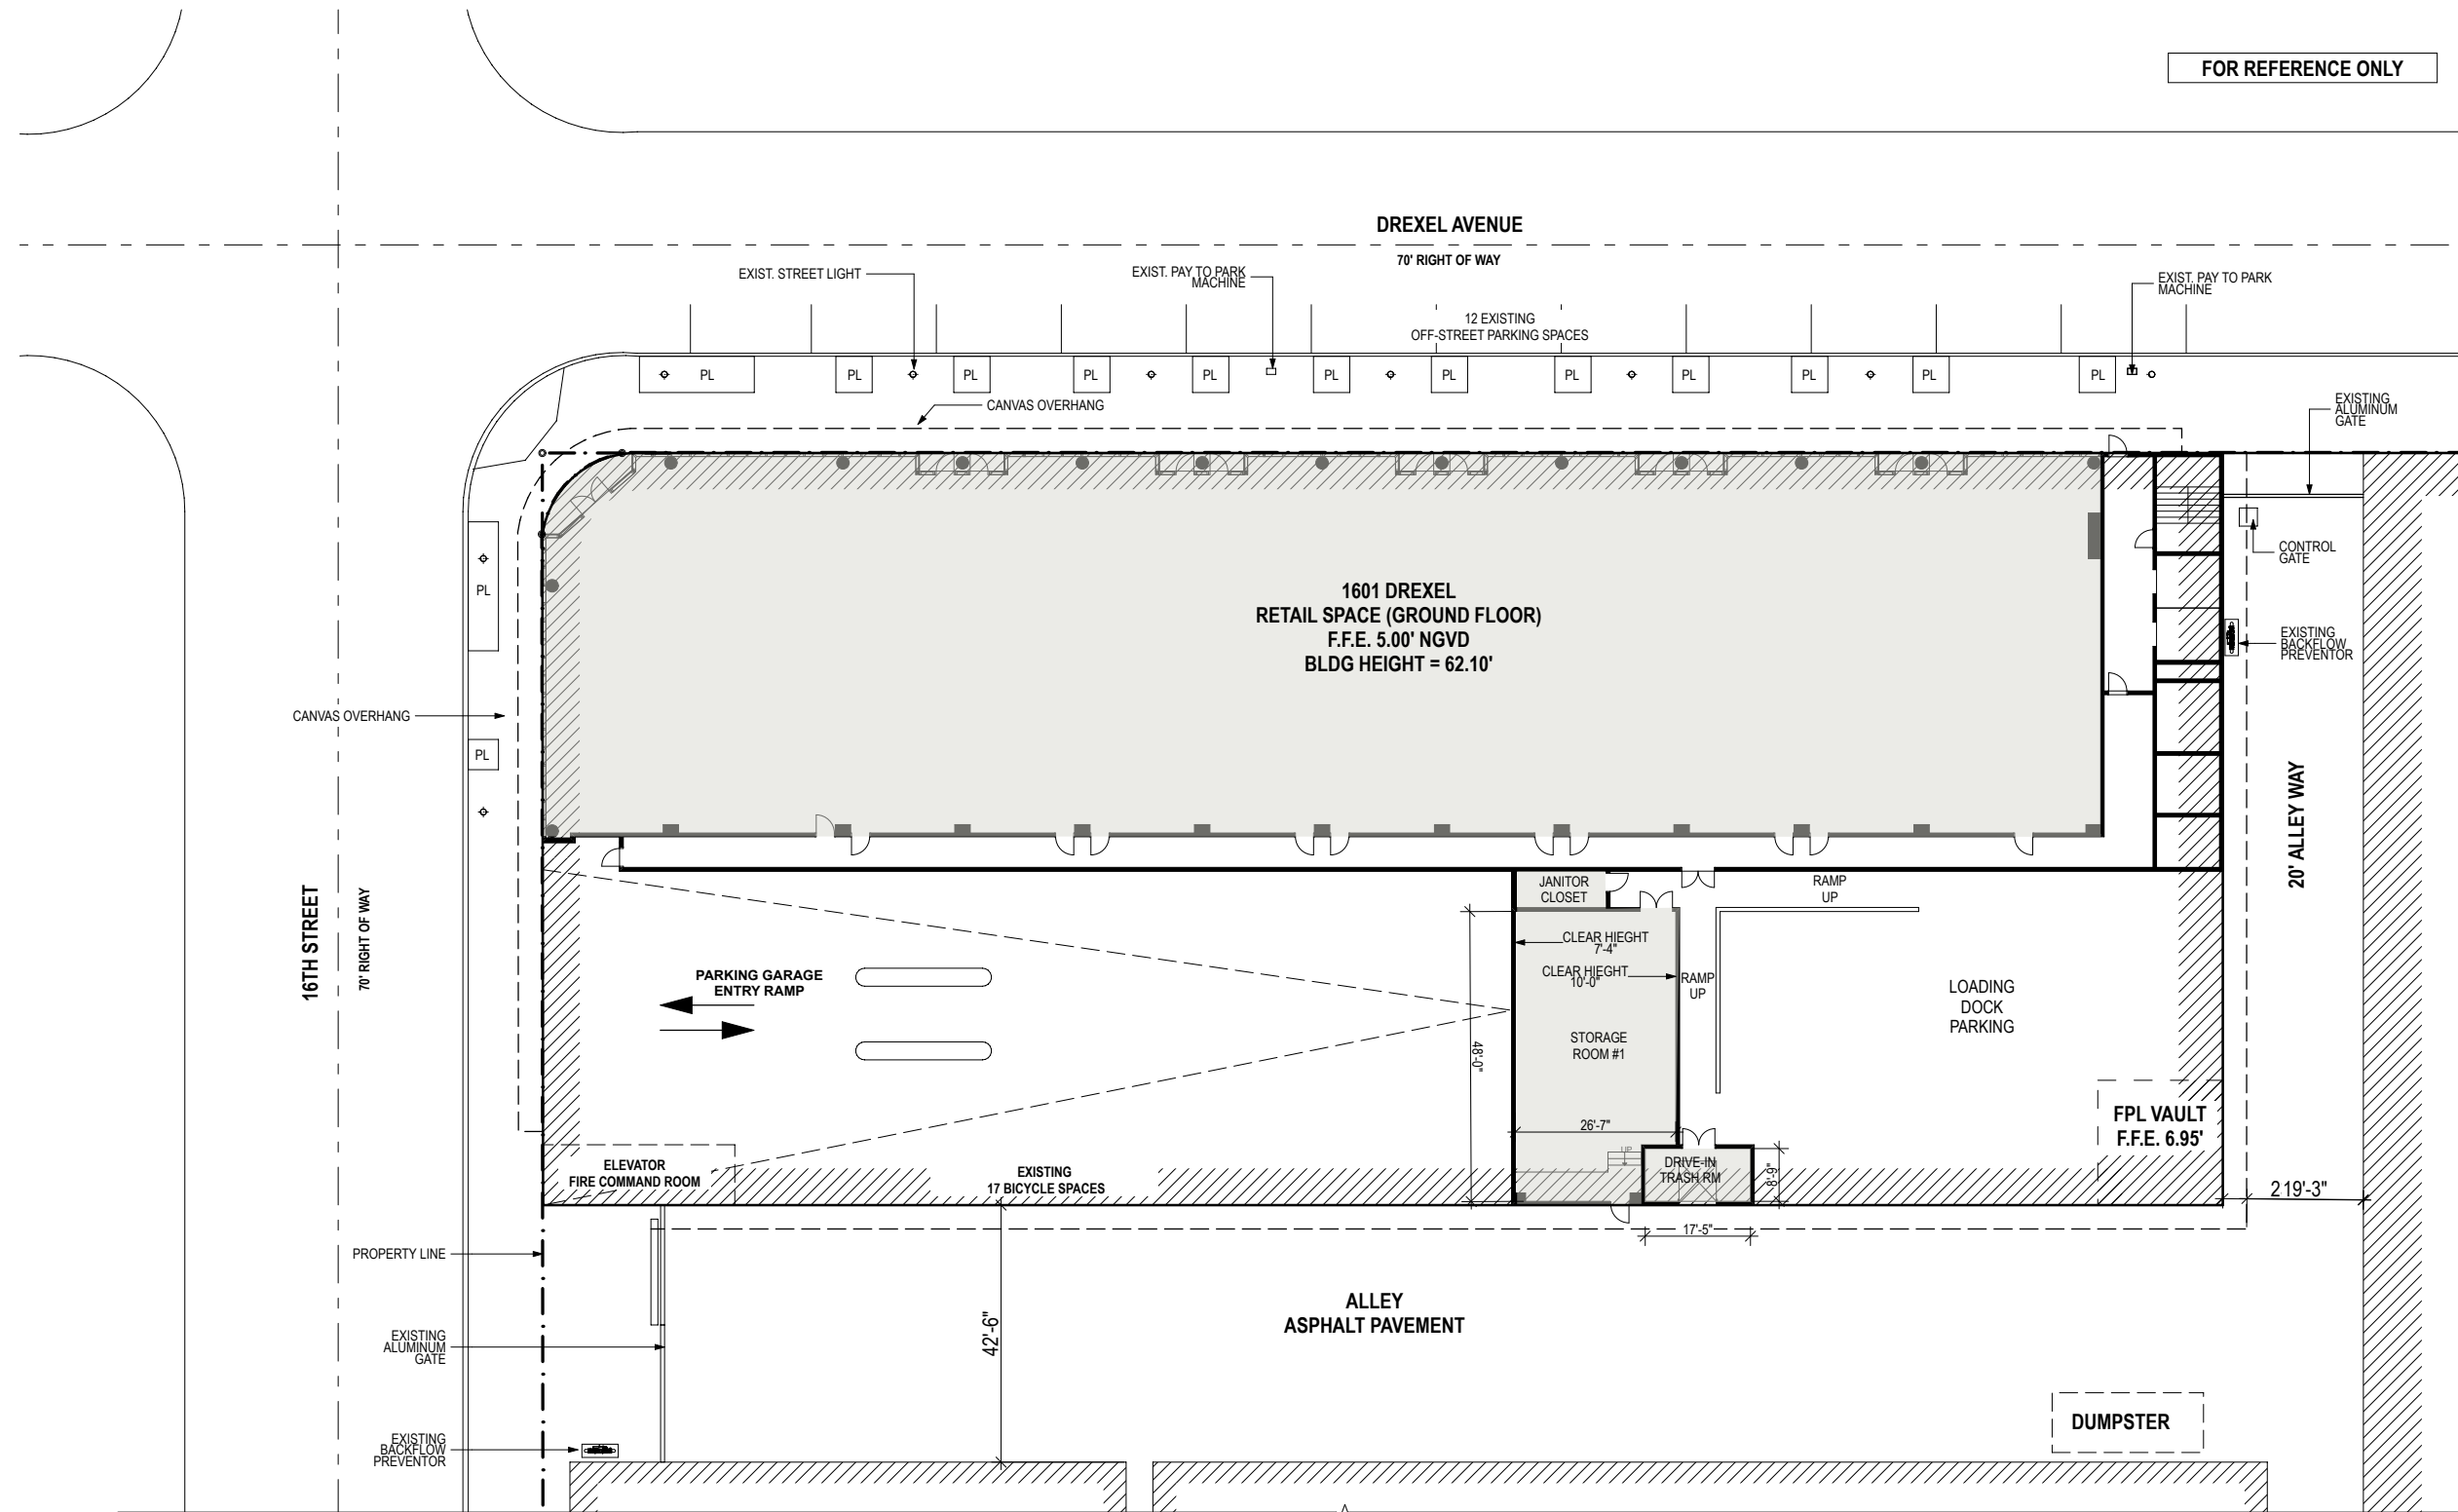 FOR REFERENCE ONLY
DREXEL AVENUE
70' RIGHT OF WAY
EXIST. STREET LIGHT
EXIST. PAY TO PARK
MACHINE
EXIST. PAY TO PARK
MACHINE
12 EXISTING
OFF-STREET PARKING SPACES
PL
PL
PL
PL
PL
PL
PL
PL
PL
PL
PL
PL
CANVAS OVERHANG
EXISTING
ALUMINUM
GATE
PL
PL
CANVAS OVERHANG
1601 DREXEL
RETAIL SPACE (GROUND FLOOR)
F.F.E. 5.00' NGVD
BLDG HEIGHT = 62.10'
CONTROL
GATE
EXISTING
BACKFLOW
PREVENTOR
20' ALLEY WAY
16TH STREET
70' RIGHT OF WAY
JANITOR
CLOSET
RAMP
UP
CLEAR HIEGHT
7'-4"
CLEAR HIEGHT
10'-0"
RAMP
UP
PARKING GARAGE
ENTRY RAMP
LOADING
DOCK
PARKING
STORAGE
ROOM #1
48'-0"
26'-7"
UP
DRIVE-IN
TRASH RM
8'-9"
17'-5"
FPL VAULT
F.F.E. 6.95'
219'-3"
ELEVATOR
FIRE COMMAND ROOM
EXISTING
17 BICYCLE SPACES
PROPERTY LINE
EXISTING
ALUMINUM
GATE
42'-6"
ALLEY
ASPHALT PAVEMENT
EXISTING
BACKFLOW
PREVENTOR
DUMPSTER